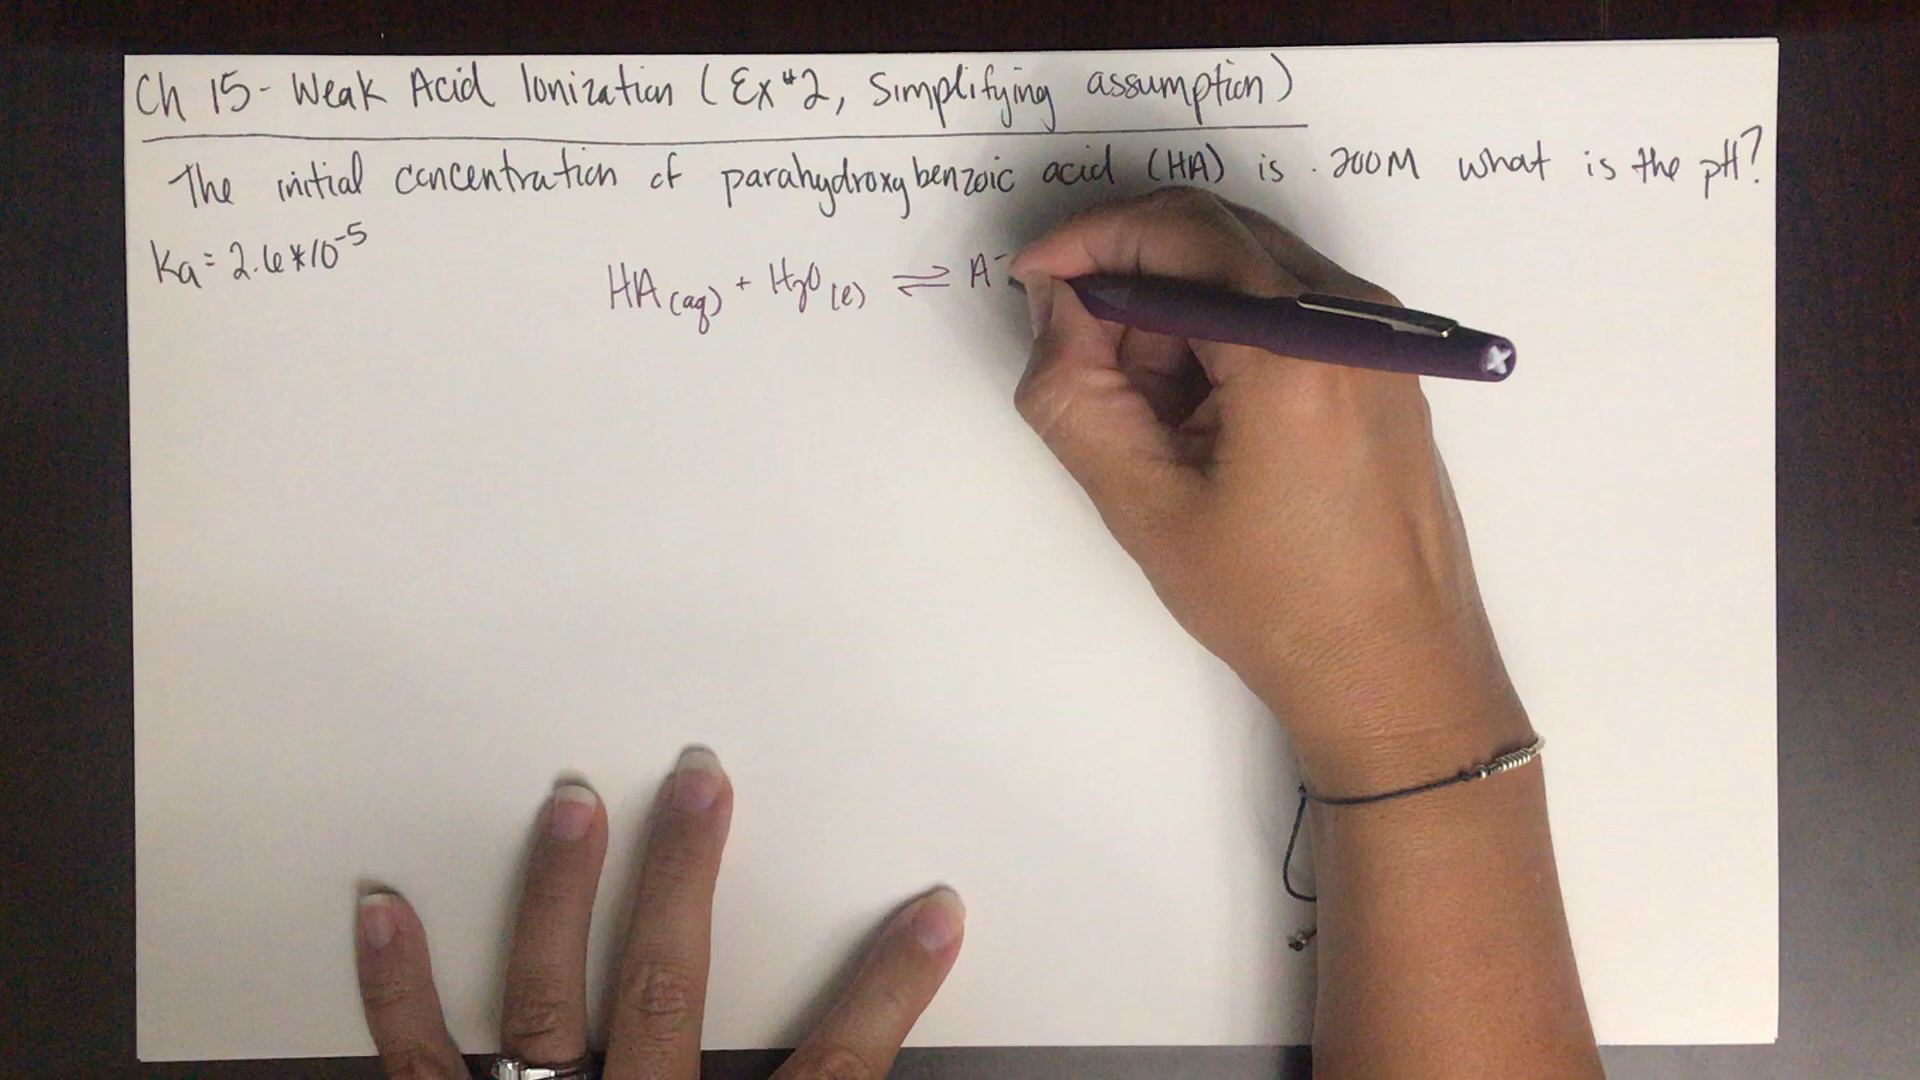 Ch 15- Weak Acid Ionization (Ex #2, Simplifying assumption)
The initial concentration of parahydroxybenzoic acid (HA) is .200M what is the pH?
Ka = 2.6*10⁻⁵
HA(aq) + H₂O(l) ⇌ A⁻